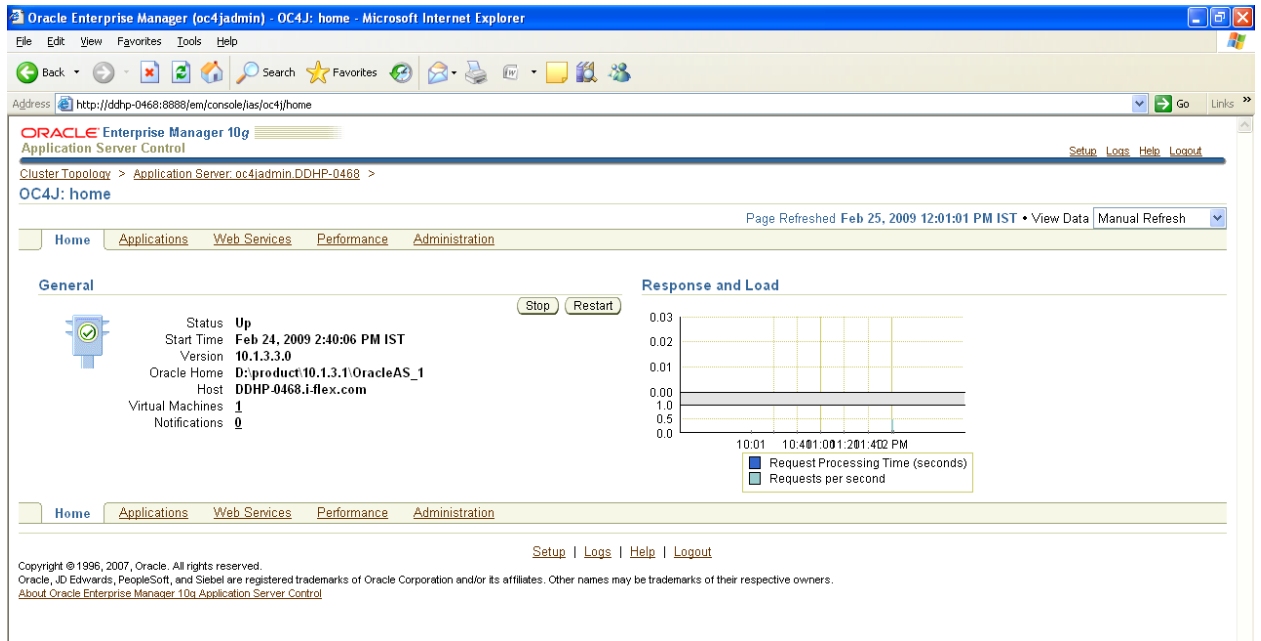 Oracle Enterprise Manager (oc4jadmin) - OC4J: home - Microsoft Internet Explorer
File Edit View Favorites Tools Help
Back Search Favorites
Address http://ddhp-0468:8888/em/console/ias/oc4j/home Go Links »
ORACLE Enterprise Manager 10g
Application Server Control
Setup Logs Help Logout
Cluster Topology > Application Server: oc4jadmin.DDHP-0468 >
OC4J: home
Page Refreshed Feb 25, 2009 12:01:01 PM IST • View Data Manual Refresh
Home Applications Web Services Performance Administration
General
Stop Restart
Status Up
Start Time Feb 24, 2009 2:40:06 PM IST
Version 10.1.3.3.0
Oracle Home D:\product\10.1.3.1\OracleAS_1
Host DDHP-0468.i-flex.com
Virtual Machines 1
Notifications 0
Response and Load
0.03
0.02
0.01
0.00
1.0
0.5
0.0
10:01 PM
Request Processing Time (seconds)
Requests per second
Home Applications Web Services Performance Administration
Setup | Logs | Help | Logout
Copyright © 1996, 2007, Oracle. All rights reserved.
Oracle, JD Edwards, PeopleSoft, and Siebel are registered trademarks of Oracle Corporation and/or its affiliates. Other names may be trademarks of their respective owners.
About Oracle Enterprise Manager 10g Application Server Control